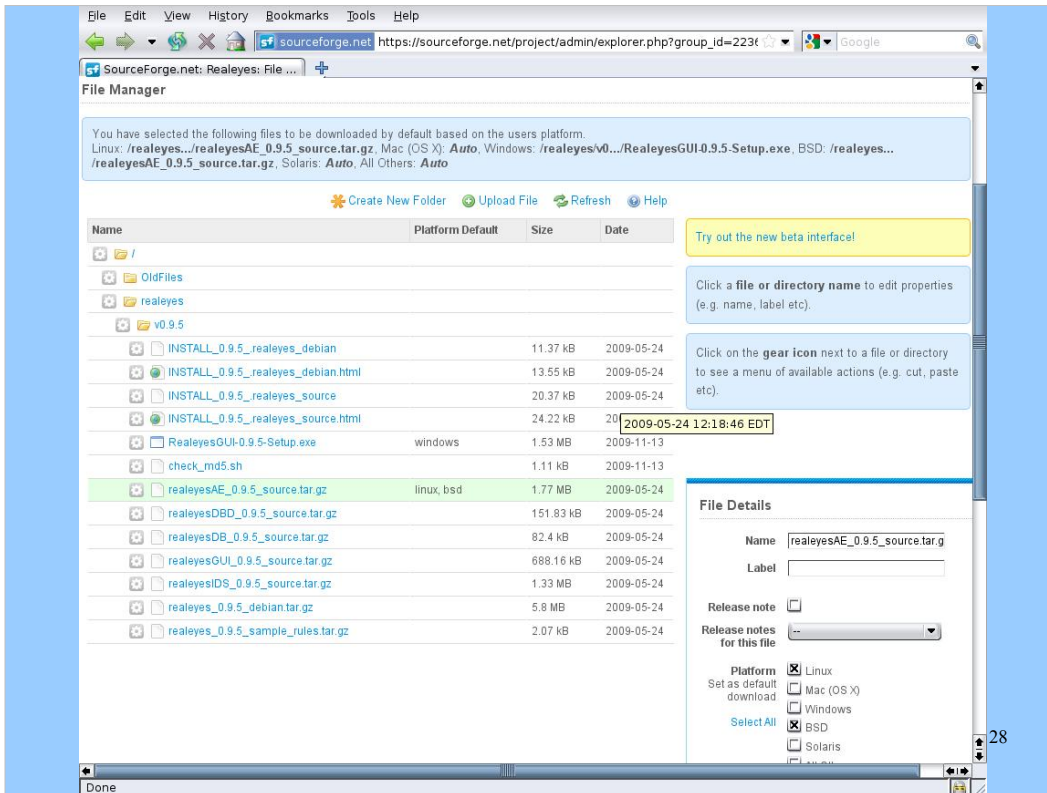 File Edit View History Bookmarks Tools Help
sourceforge.net https://sourceforge.net/project/admin/explorer.php?group_id=223 Google
SourceForge.net: Realeyes: File ...
File Manager
You have selected the following files to be downloaded by default based on the users platform.
Linux: /realeyes.../realeyesAE_0.9.5_source.tar.gz, Mac (OS X): Auto, Windows: /realeyes/v0.../RealeyesGUI-0.9.5-Setup.exe, BSD: /realeyes...
/realeyesAE_0.9.5_source.tar.gz, Solaris: Auto, All Others: Auto
Create New Folder Upload File Refresh Help
Name Platform Default Size Date
/
OldFiles
realeyes
v0.9.5
INSTALL_0.9.5_.realeyes_debian 11.37 kB 2009-05-24
INSTALL_0.9.5_.realeyes_debian.html 13.55 kB 2009-05-24
INSTALL_0.9.5_.realeyes_source 20.37 kB 2009-05-24
INSTALL_0.9.5_.realeyes_source.html 24.22 kB 20
2009-05-24 12:18:46 EDT
RealeyesGUI-0.9.5-Setup.exe windows 1.53 MB 2009-11-13
check_md5.sh 1.11 kB 2009-11-13
realeyesAE_0.9.5_source.tar.gz linux, bsd 1.77 MB 2009-05-24
realeyesDBD_0.9.5_source.tar.gz 151.83 kB 2009-05-24
realeyesDB_0.9.5_source.tar.gz 82.4 kB 2009-05-24
realeyesGUI_0.9.5_source.tar.gz 688.16 kB 2009-05-24
realeyesIDS_0.9.5_source.tar.gz 1.33 MB 2009-05-24
realeyes_0.9.5_debian.tar.gz 5.8 MB 2009-05-24
realeyes_0.9.5_sample_rules.tar.gz 2.07 kB 2009-05-24
Try out the new beta interface!
Click a file or directory name to edit properties
(e.g. name, label etc).
Click on the gear icon next to a file or directory
to see a menu of available actions (e.g. cut, paste
etc).
File Details
Name realeyesAE_0.9.5_source.tar.g
Label
Release note
Release notes --
for this file
Platform Linux
Set as default Mac (OS X)
download
Windows
Select All BSD
Solaris
28
Done